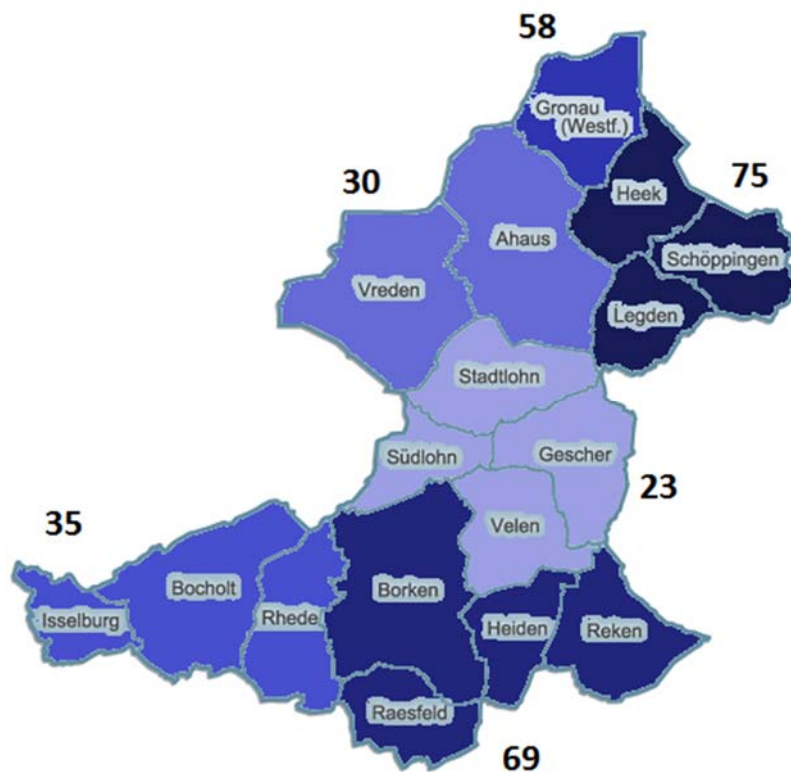 58
Gronau
(Westf.)
30
75
Heek
Ahaus
Schöppingen
Vreden
Legden
Stadtlohn
Südlohn
Gescher
23
35
Velen
Bocholt
Borken
Isselburg
Rhede
Heiden
Reken
Raesfeld
69